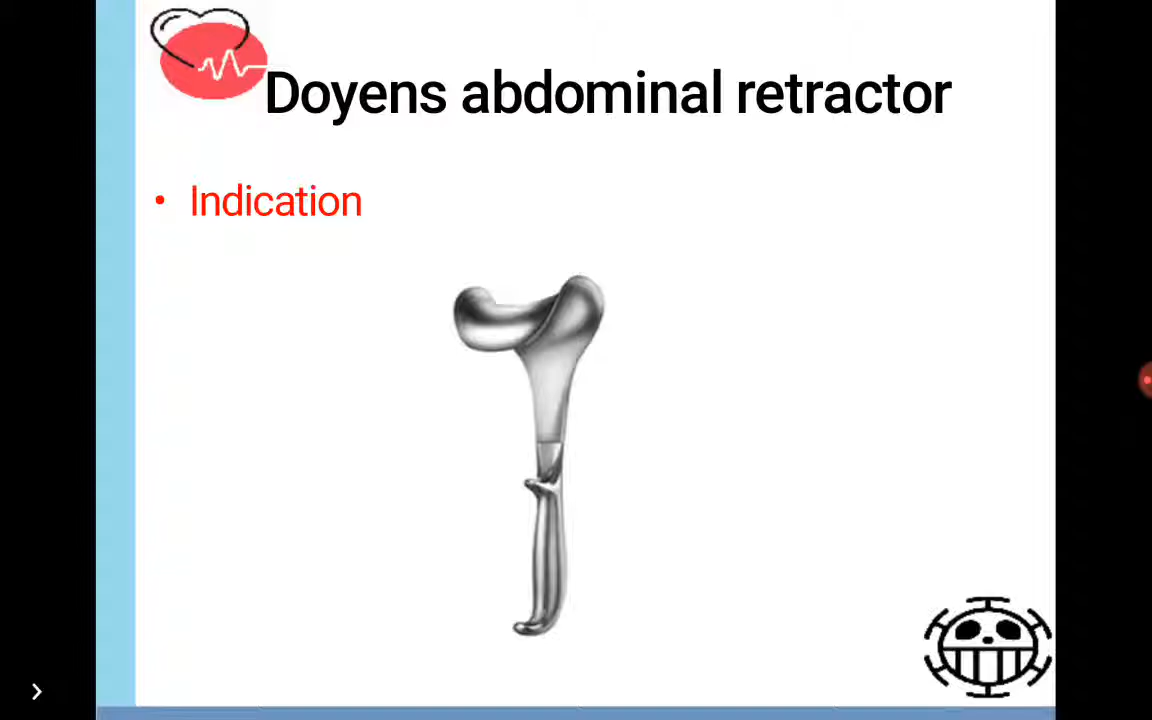 Doyens abdominal retractor
• Indication